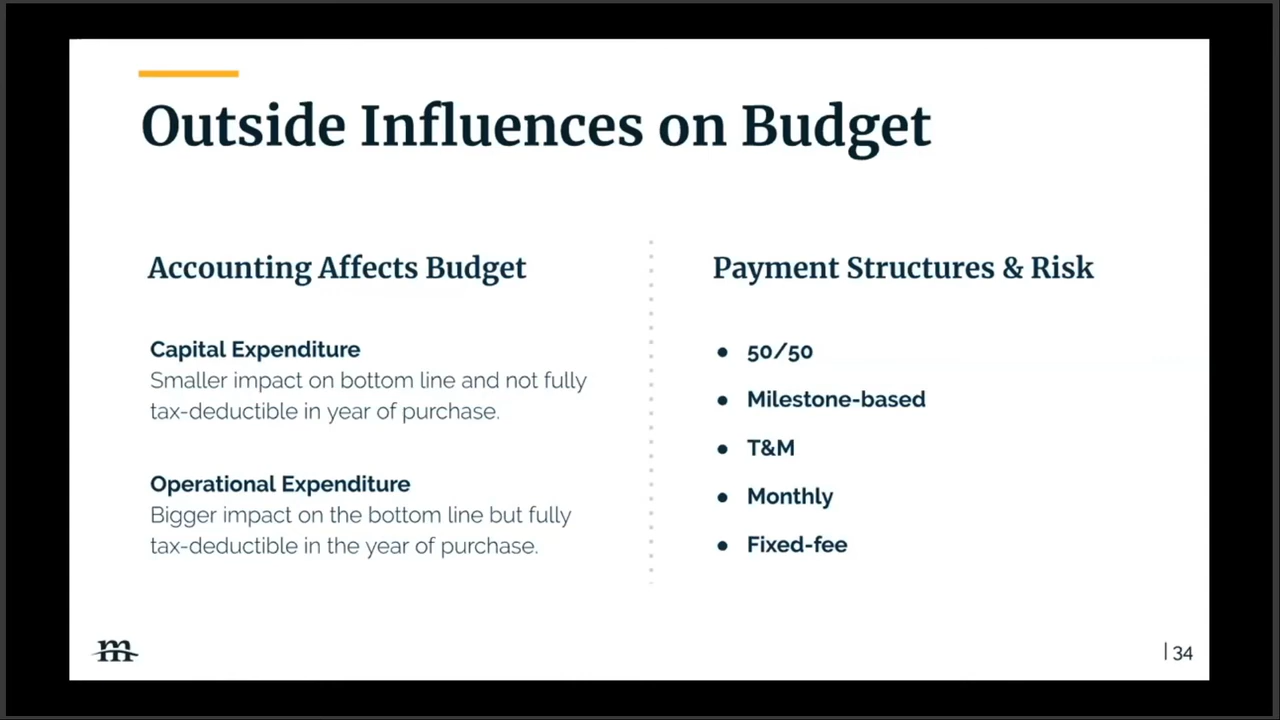 Outside Influences on Budget
Accounting Affects Budget
Capital Expenditure
Smaller impact on bottom line and not fully
tax-deductible in year of purchase.
Operational Expenditure
Bigger impact on the bottom line but fully
tax-deductible in the year of purchase.
Payment Structures & Risk
● 50/50
● Milestone-based
● T&M
● Monthly
● Fixed-fee
m
| 34